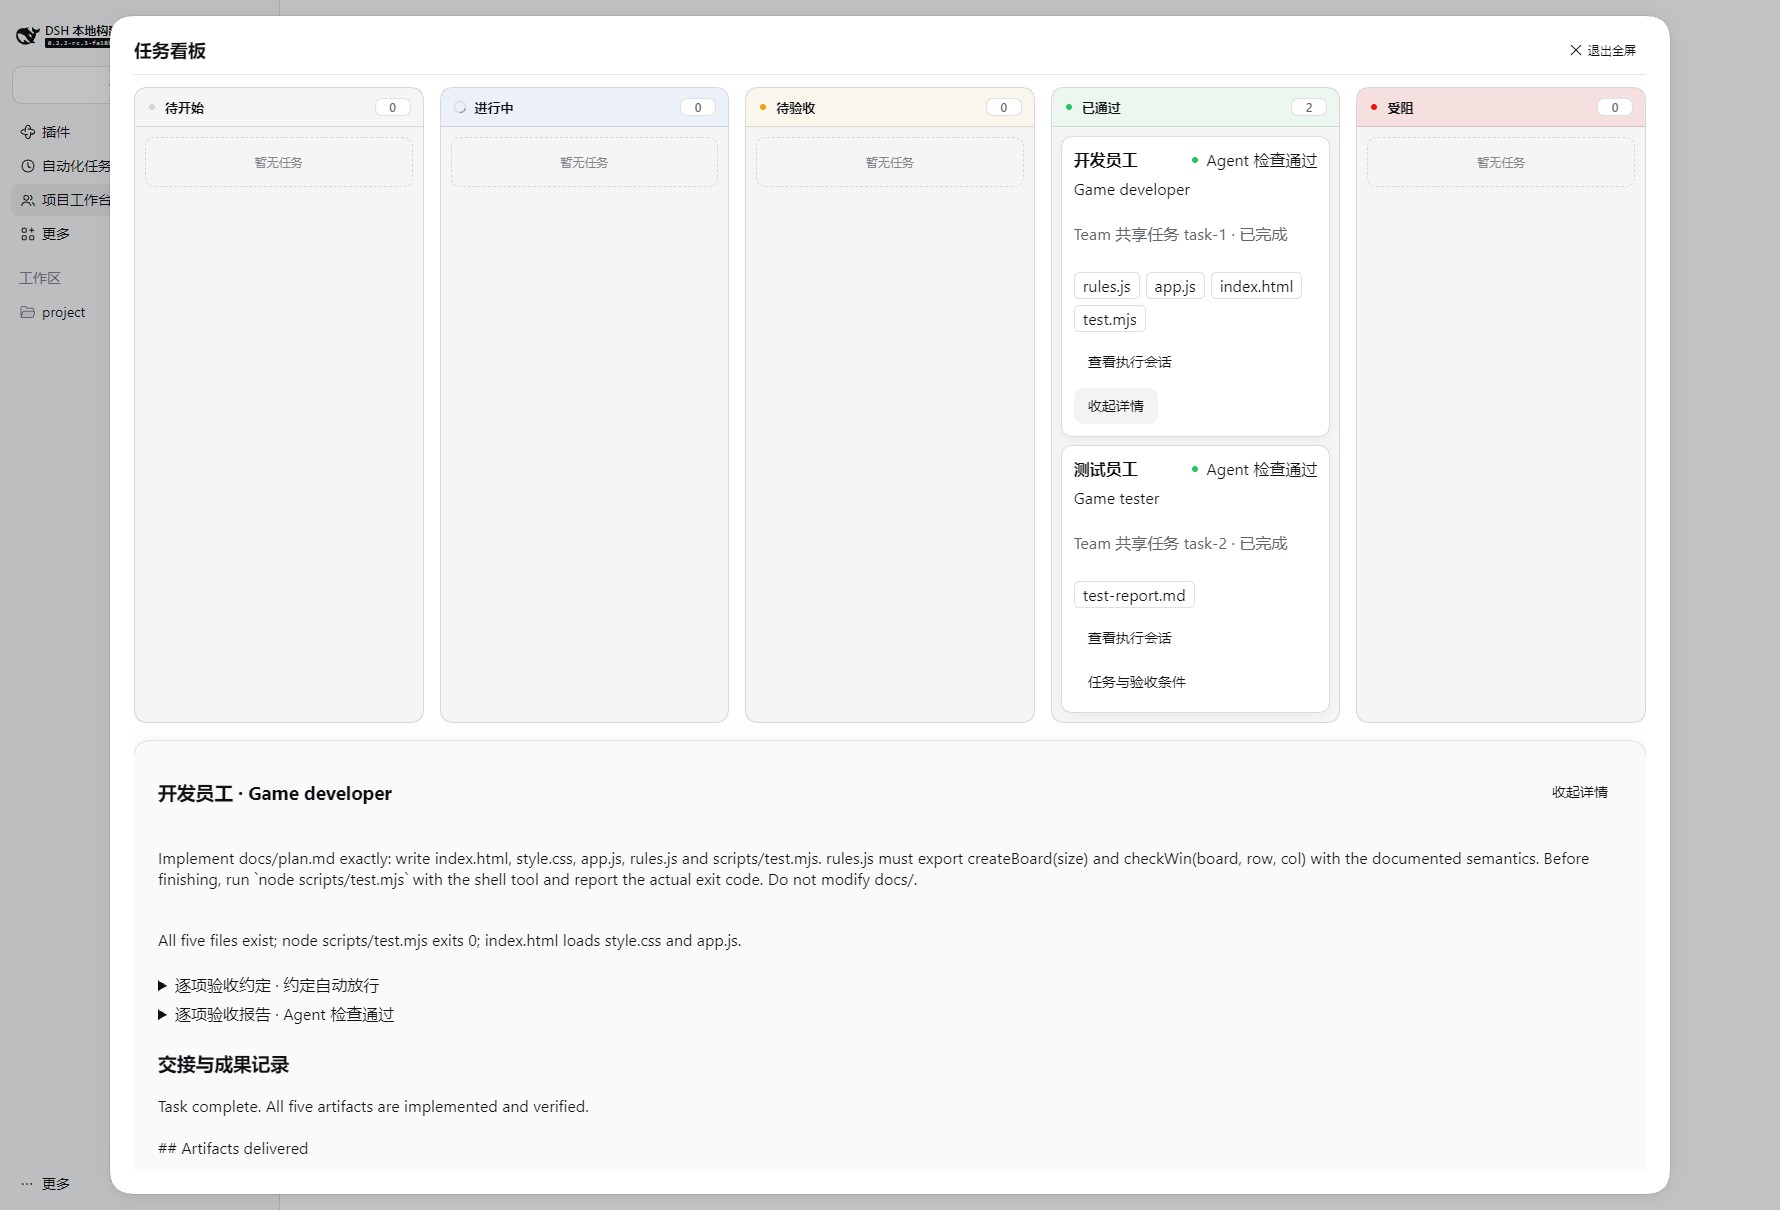 DSH 本地构
任务看板
退出全屏
插件
自动化任务
项目工作台
更多
工作区
project
待开始
0
暂无任务
进行中
0
暂无任务
待验收
0
暂无任务
已通过
2
开发员工
Agent 检查通过
Game developer
Team 共享任务 task-1 · 已完成
rules.js
app.js
index.html
test.mjs
查看执行会话
收起详情
测试员工
Agent 检查通过
Game tester
Team 共享任务 task-2 · 已完成
test-report.md
查看执行会话
任务与验收条件
受阻
0
暂无任务
开发员工 · Game developer
收起详情
Implement docs/plan.md exactly: write index.html, style.css, app.js, rules.js and scripts/test.mjs. rules.js must export createBoard(size) and checkWin(board, row, col) with the documented semantics. Before
finishing, run `node scripts/test.mjs` with the shell tool and report the actual exit code. Do not modify docs/.
All five files exist; node scripts/test.mjs exits 0; index.html loads style.css and app.js.
▶ 逐项验收约定 · 约定自动放行
▶ 逐项验收报告 · Agent 检查通过
交接与成果记录
Task complete. All five artifacts are implemented and verified.
## Artifacts delivered
··· 更多